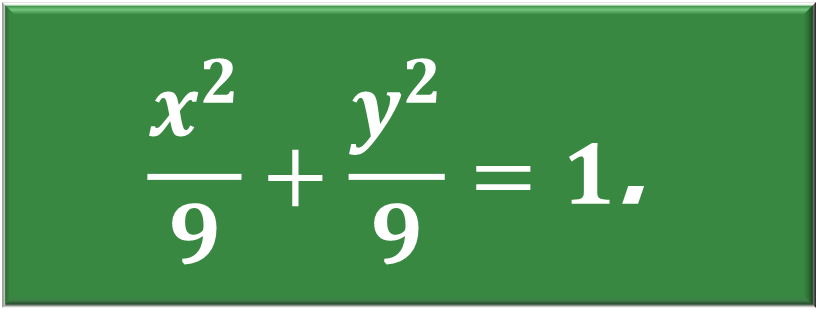 x²/9 + y²/9 = 1.